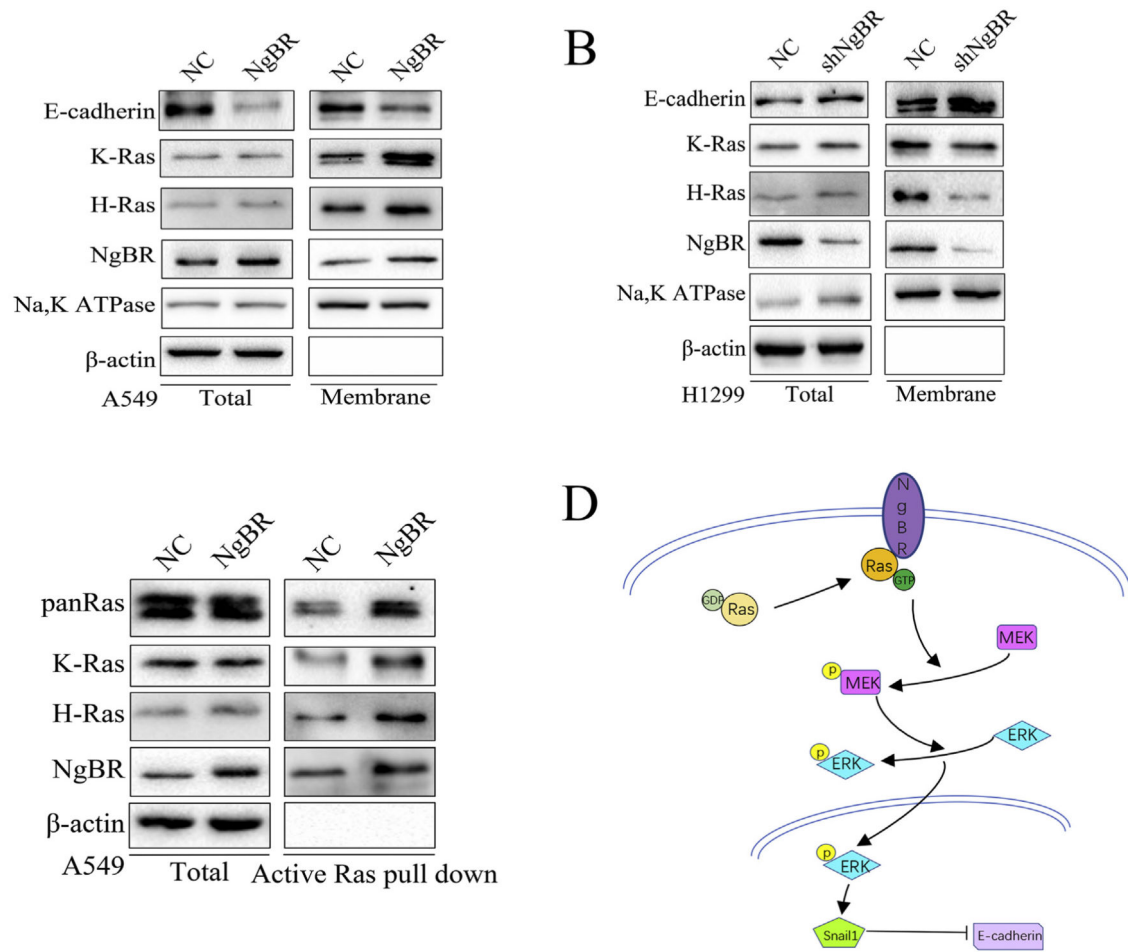 NC NgBR NC NgBR
E-cadherin
K-Ras
H-Ras
NgBR
Na,K ATPase
β-actin
A549 Total Membrane
B
NC shNgBR NC shNgBR
E-cadherin
K-Ras
H-Ras
NgBR
Na,K ATPase
β-actin
H1299 Total Membrane
NC NgBR NC NgBR
panRas
K-Ras
H-Ras
NgBR
β-actin
A549 Total Active Ras pull down
D
NgBR
Ras
GTP
GDP Ras
MEK
p MEK
ERK
p ERK
p ERK
Snail1 E-cadherin